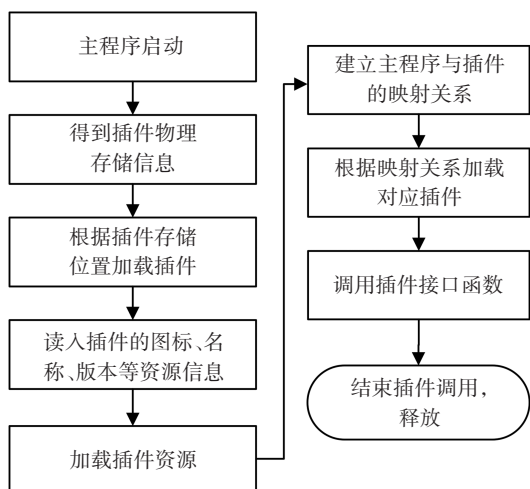 主程序启动
得到插件物理
存储信息
根据插件存储
位置加载插件
读入插件的图标、名
称、版本等资源信息
加载插件资源
建立主程序与插件
的映射关系
根据映射关系加载
对应插件
调用插件接口函数
结束插件调用，
释放